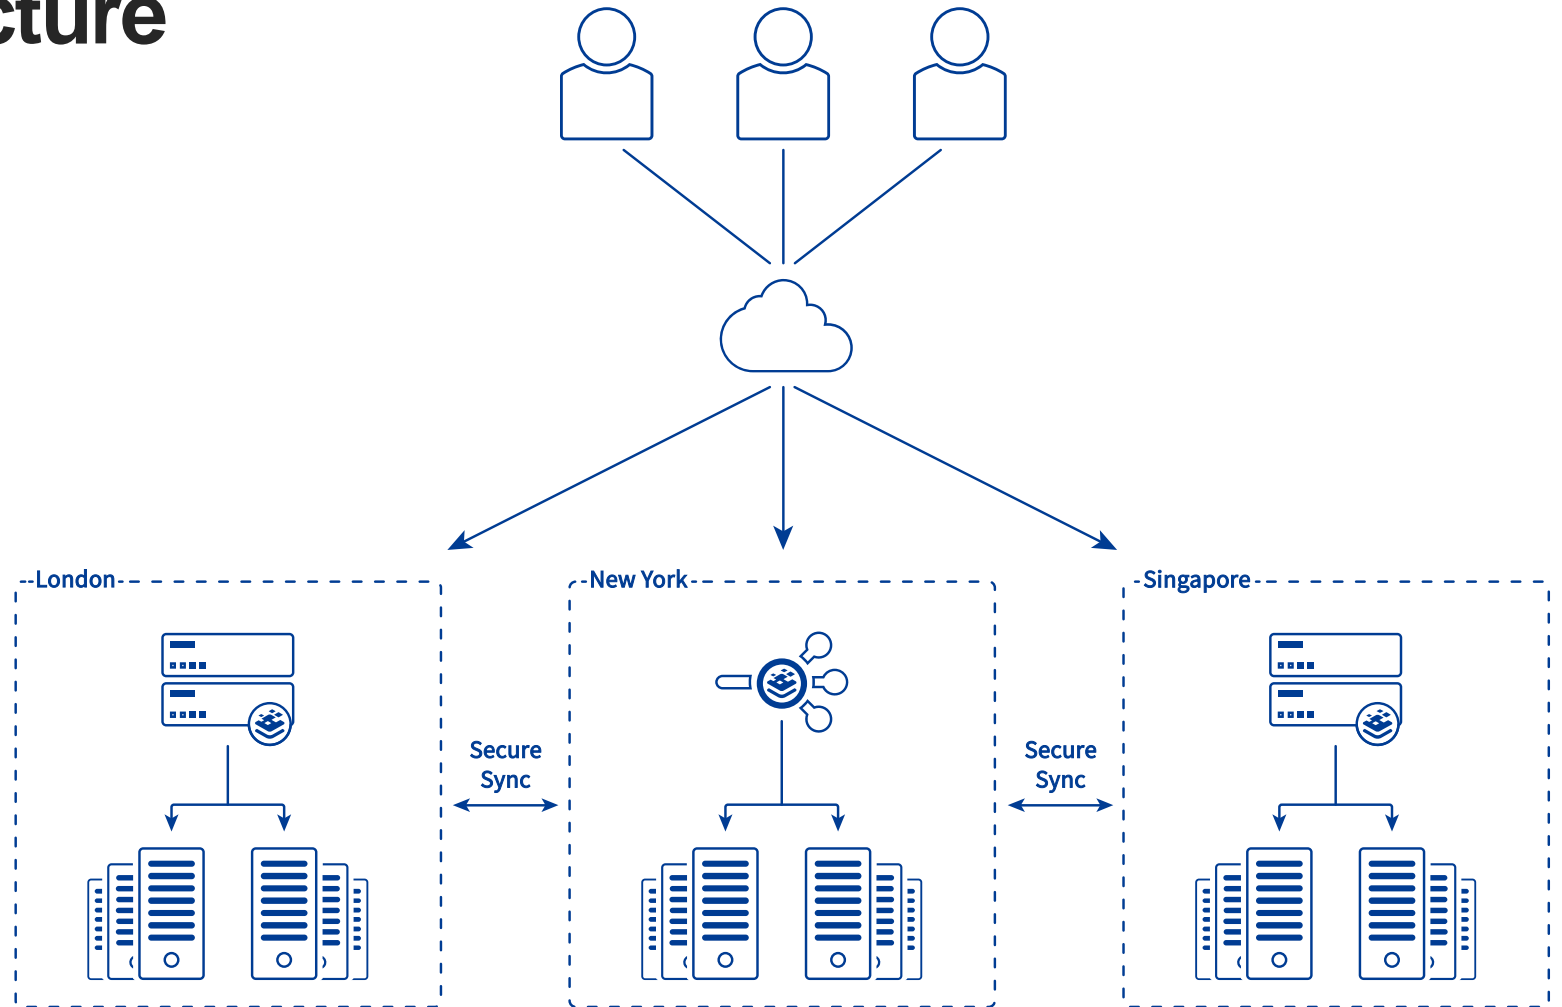 cture
London
New York
Singapore
Secure
Sync
Secure
Sync